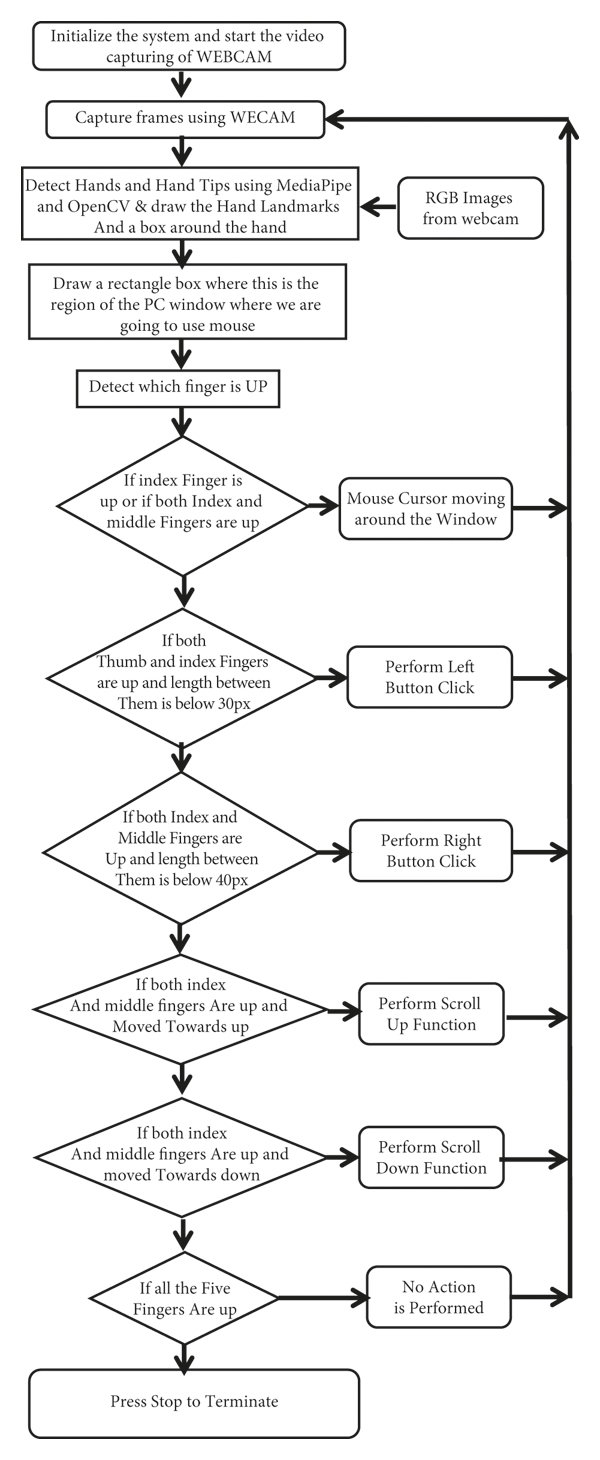 Initialize the system and start the video
capturing of WEBCAM
Capture frames using WECAM
Detect Hands and Hand Tips using MediaPipe
and OpenCV & draw the Hand Landmarks
And a box around the hand
RGB Images
from webcam
Draw a rectangle box where this is the
region of the PC window where we are
going to use mouse
Detect which finger is UP
If index Finger is
up or if both Index and
middle Fingers are up
Mouse Cursor moving
around the Window
If both
Thumb and index Fingers
are up and length between
Them is below 30px
Perform Left
Button Click
If both Index and
Middle Fingers are
Up and length between
Them is below 40px
Perform Right
Button Click
If both index
And middle fingers Are up and
Moved Towards up
Perform Scroll
Up Function
If both index
And middle fingers Are up and
moved Towards down
Perform Scroll
Down Function
If all the Five
Fingers Are up
No Action
is Performed
Press Stop to Terminate